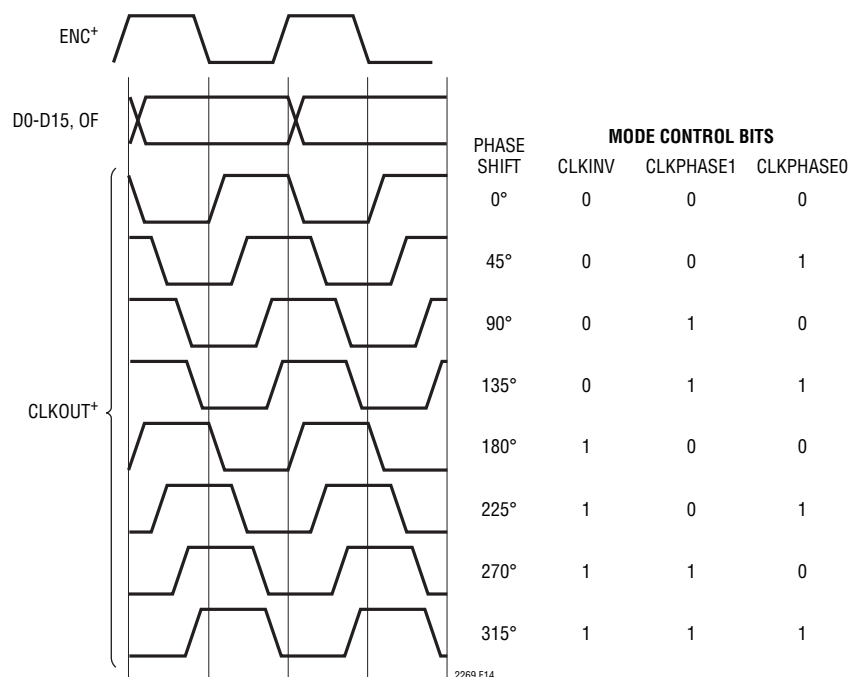 ENC+
D0-D15, OF
MODE CONTROL BITS
PHASE SHIFT CLKINV CLKPHASE1 CLKPHASE0
0° 0 0 0
45° 0 0 1
90° 0 1 0
135° 0 1 1
CLKOUT+
180° 1 0 0
225° 1 0 1
270° 1 1 0
315° 1 1 1
2269 F14